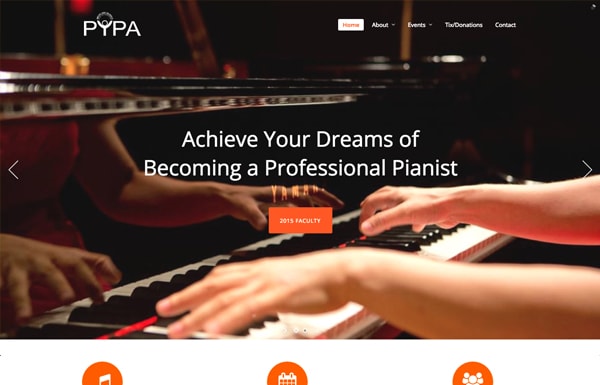 PYPA
Home About Events Tix/Donations Contact
Achieve Your Dreams of
Becoming a Professional Pianist
YAMAHA
2015 FACULTY